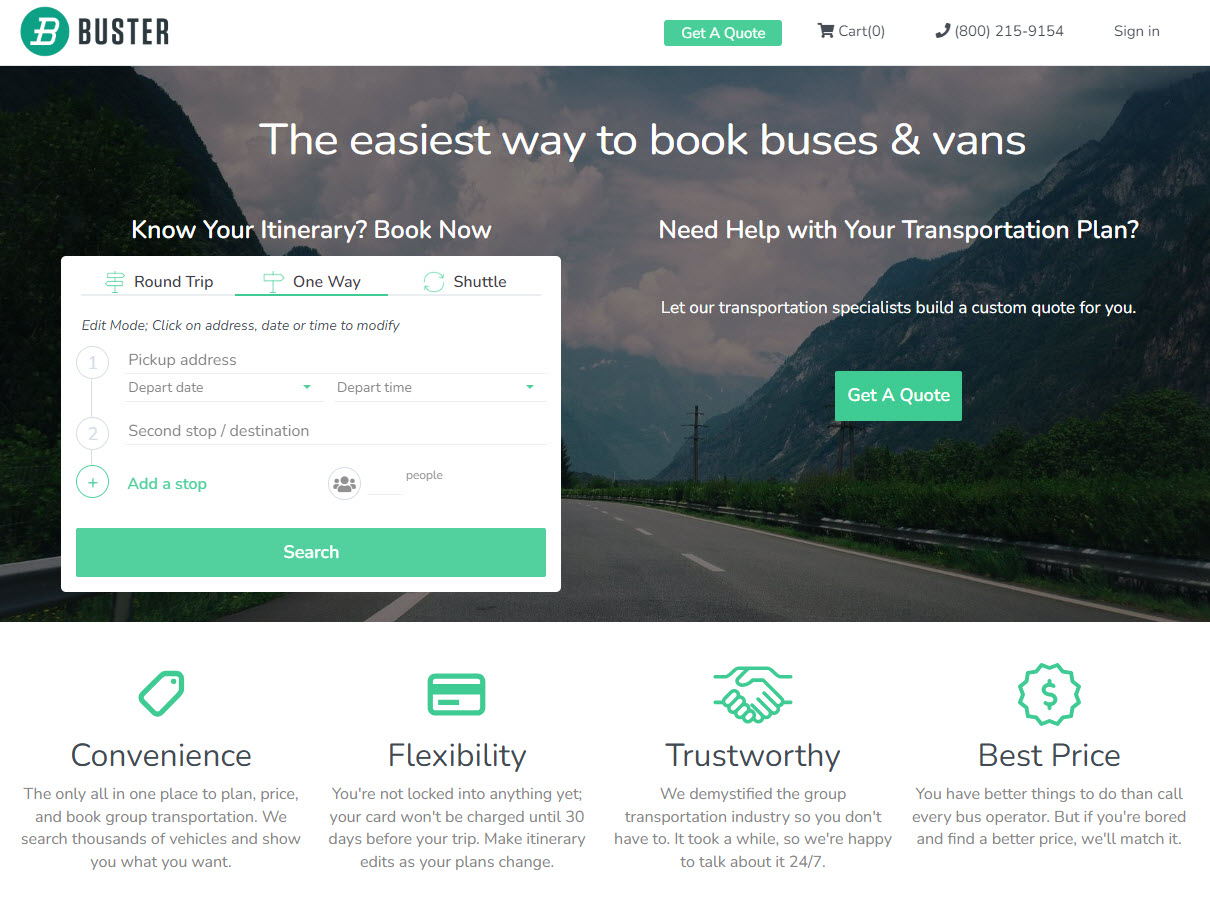 BUSTER
Get A Quote
Cart(0)
(800) 215-9154
Sign in
The easiest way to book buses & vans
Know Your Itinerary? Book Now
Round Trip
One Way
Shuttle
Edit Mode; Click on address, date or time to modify
1
Pickup address
Depart date
Depart time
2
Second stop / destination
+
Add a stop
people
Search
Need Help with Your Transportation Plan?
Let our transportation specialists build a custom quote for you.
Get A Quote
Convenience
The only all in one place to plan, price,
and book group transportation. We
search thousands of vehicles and show
you what you want.
Flexibility
You're not locked into anything yet;
your card won't be charged until 30
days before your trip. Make itinerary
edits as your plans change.
Trustworthy
We demystified the group
transportation industry so you don't
have to. It took a while, so we're happy
to talk about it 24/7.
$
Best Price
You have better things to do than call
every bus operator. But if you're bored
and find a better price, we'll match it.